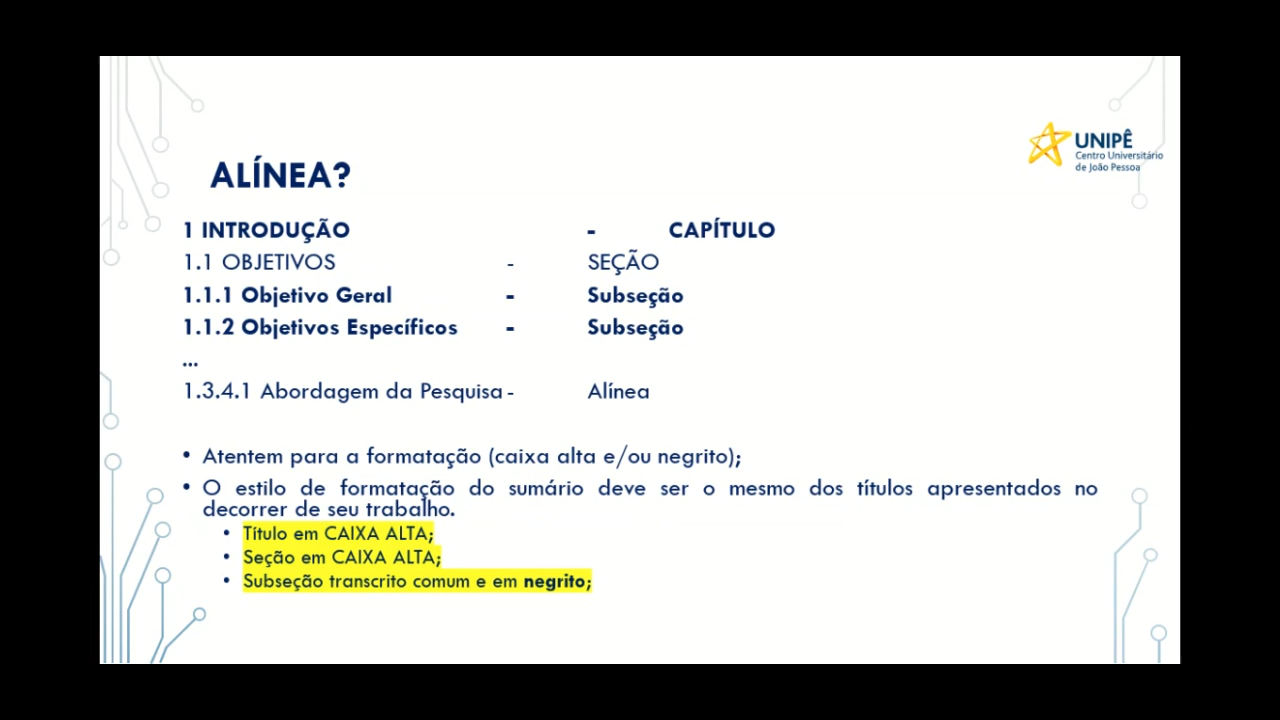 UNIPÊ
Centro Universitário
de João Pessoa
ALÍNEA?
1 INTRODUÇÃO - CAPÍTULO
1.1 OBJETIVOS - SEÇÃO
1.1.1 Objetivo Geral - Subseção
1.1.2 Objetivos Específicos - Subseção
...
1.3.4.1 Abordagem da Pesquisa - Alínea
• Atentem para a formatação (caixa alta e/ou negrito);
• O estilo de formatação do sumário deve ser o mesmo dos títulos apresentados no
decorrer de seu trabalho.
• Título em CAIXA ALTA;
• Seção em CAIXA ALTA;
• Subseção transcrito comum e em negrito;